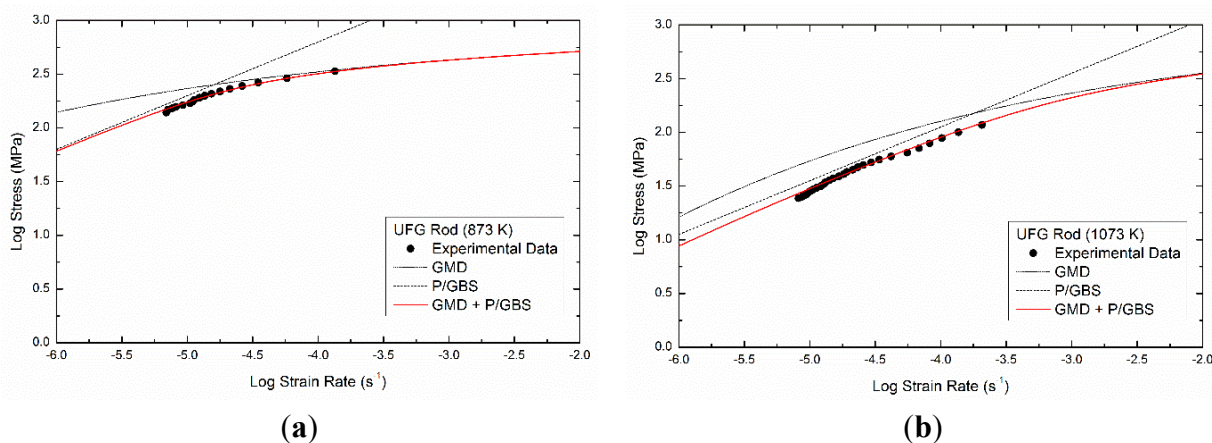 3.0
2.5
2.0
1.5
1.0
0.5
0.0
Log Stress (MPa)
UFG Rod (873 K)
Experimental Data
GMD
P/GBS
GMD + P/GBS
-6.0 -5.5 -5.0 -4.5 -4.0 -3.5 -3.0 -2.5 -2.0
Log Strain Rate (s⁻¹)
(a)
3.0
2.5
2.0
1.5
1.0
0.5
0.0
Log Stress (MPa)
UFG Rod (1073 K)
Experimental Data
GMD
P/GBS
GMD + P/GBS
-6.0 -5.5 -5.0 -4.5 -4.0 -3.5 -3.0 -2.5 -2.0
Log Strain Rate (s⁻¹)
(b)